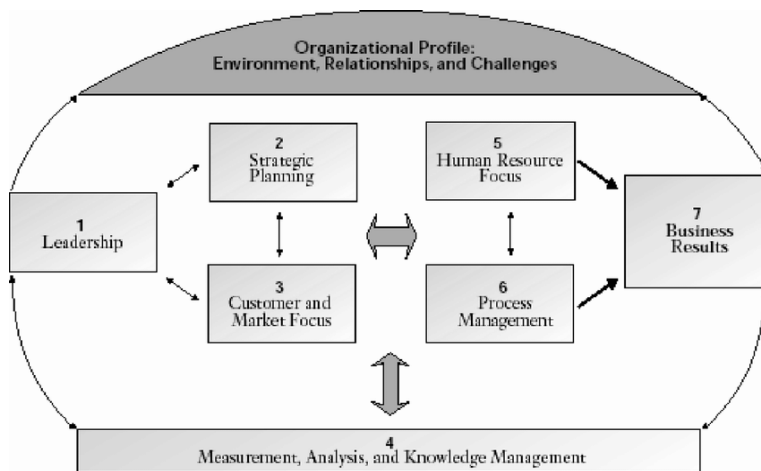 Organizational Profile:
Environment, Relationships, and Challenges
2
Strategic
Planning
5
Human Resource
Focus
1
Leadership
7
Business
Results
3
Customer and
Market Focus
6
Process
Management
4
Measurement, Analysis, and Knowledge Management